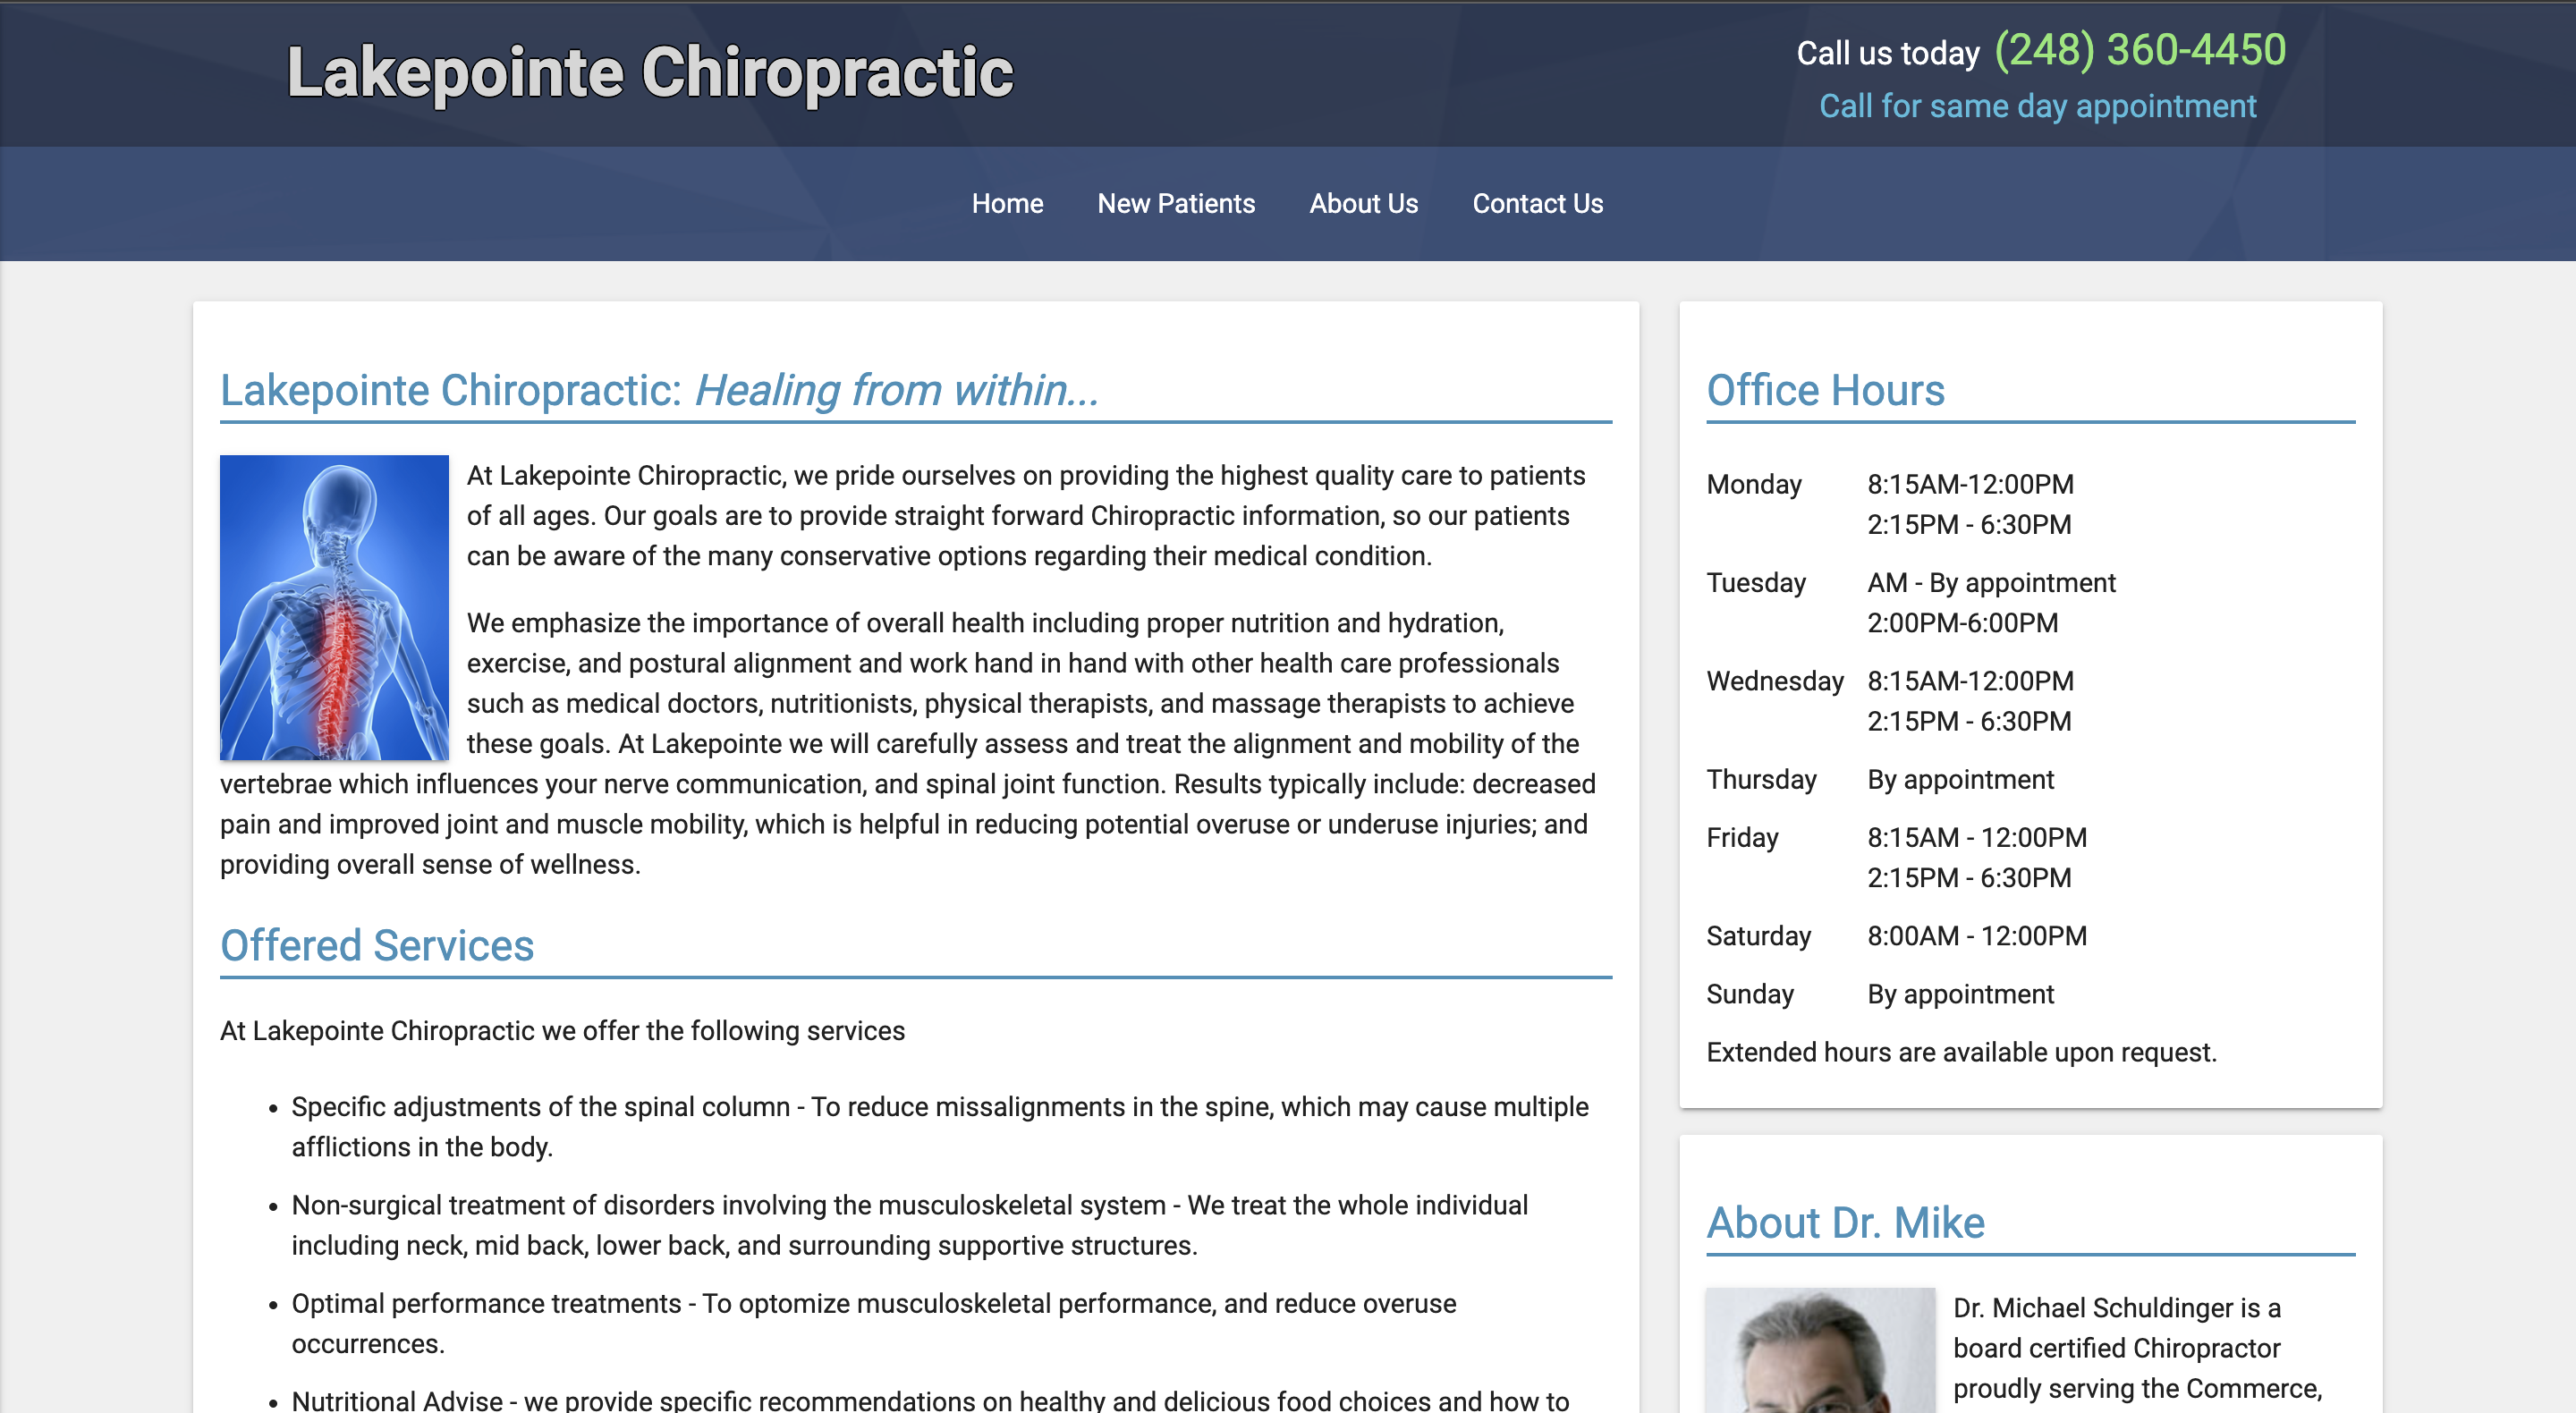 Lakepointe Chiropractic
Call us today (248) 360-4450
Call for same day appointment
Home New Patients About Us Contact Us
Lakepointe Chiropractic: Healing from within...
At Lakepointe Chiropractic, we pride ourselves on providing the highest quality care to patients
of all ages. Our goals are to provide straight forward Chiropractic information, so our patients
can be aware of the many conservative options regarding their medical condition.
We emphasize the importance of overall health including proper nutrition and hydration,
exercise, and postural alignment and work hand in hand with other health care professionals
such as medical doctors, nutritionists, physical therapists, and massage therapists to achieve
these goals. At Lakepointe we will carefully assess and treat the alignment and mobility of the
vertebrae which influences your nerve communication, and spinal joint function. Results typically include: decreased
pain and improved joint and muscle mobility, which is helpful in reducing potential overuse or underuse injuries; and
providing overall sense of wellness.
Offered Services
At Lakepointe Chiropractic we offer the following services
• Specific adjustments of the spinal column - To reduce missalignments in the spine, which may cause multiple
afflictions in the body.
• Non-surgical treatment of disorders involving the musculoskeletal system - We treat the whole individual
including neck, mid back, lower back, and surrounding supportive structures.
• Optimal performance treatments - To optomize musculoskeletal performance, and reduce overuse
occurrences.
• Nutritional Advise - we provide specific recommendations on healthy and delicious food choices and how to
Office Hours
Monday 8:15AM-12:00PM
2:15PM - 6:30PM
Tuesday AM - By appointment
2:00PM-6:00PM
Wednesday 8:15AM-12:00PM
2:15PM - 6:30PM
Thursday By appointment
Friday 8:15AM - 12:00PM
2:15PM - 6:30PM
Saturday 8:00AM - 12:00PM
Sunday By appointment
Extended hours are available upon request.
About Dr. Mike
Dr. Michael Schuldinger is a
board certified Chiropractor
proudly serving the Commerce,